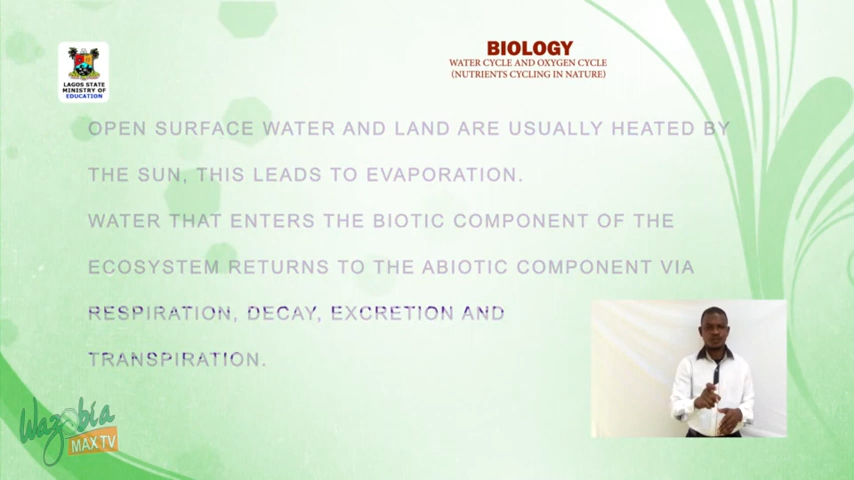 LAGOS STATE
MINISTRY OF
EDUCATION
BIOLOGY
WATER CYCLE AND OXYGEN CYCLE
(NUTRIENTS CYCLING IN NATURE)
OPEN SURFACE WATER AND LAND ARE USUALLY HEATED BY
THE SUN, THIS LEADS TO EVAPORATION.
WATER THAT ENTERS THE BIOTIC COMPONENT OF THE
ECOSYSTEM RETURNS TO THE ABIOTIC COMPONENT VIA
RESPIRATION, DECAY, EXCRETION AND
TRANSPIRATION.
Wazobia
MAX TV